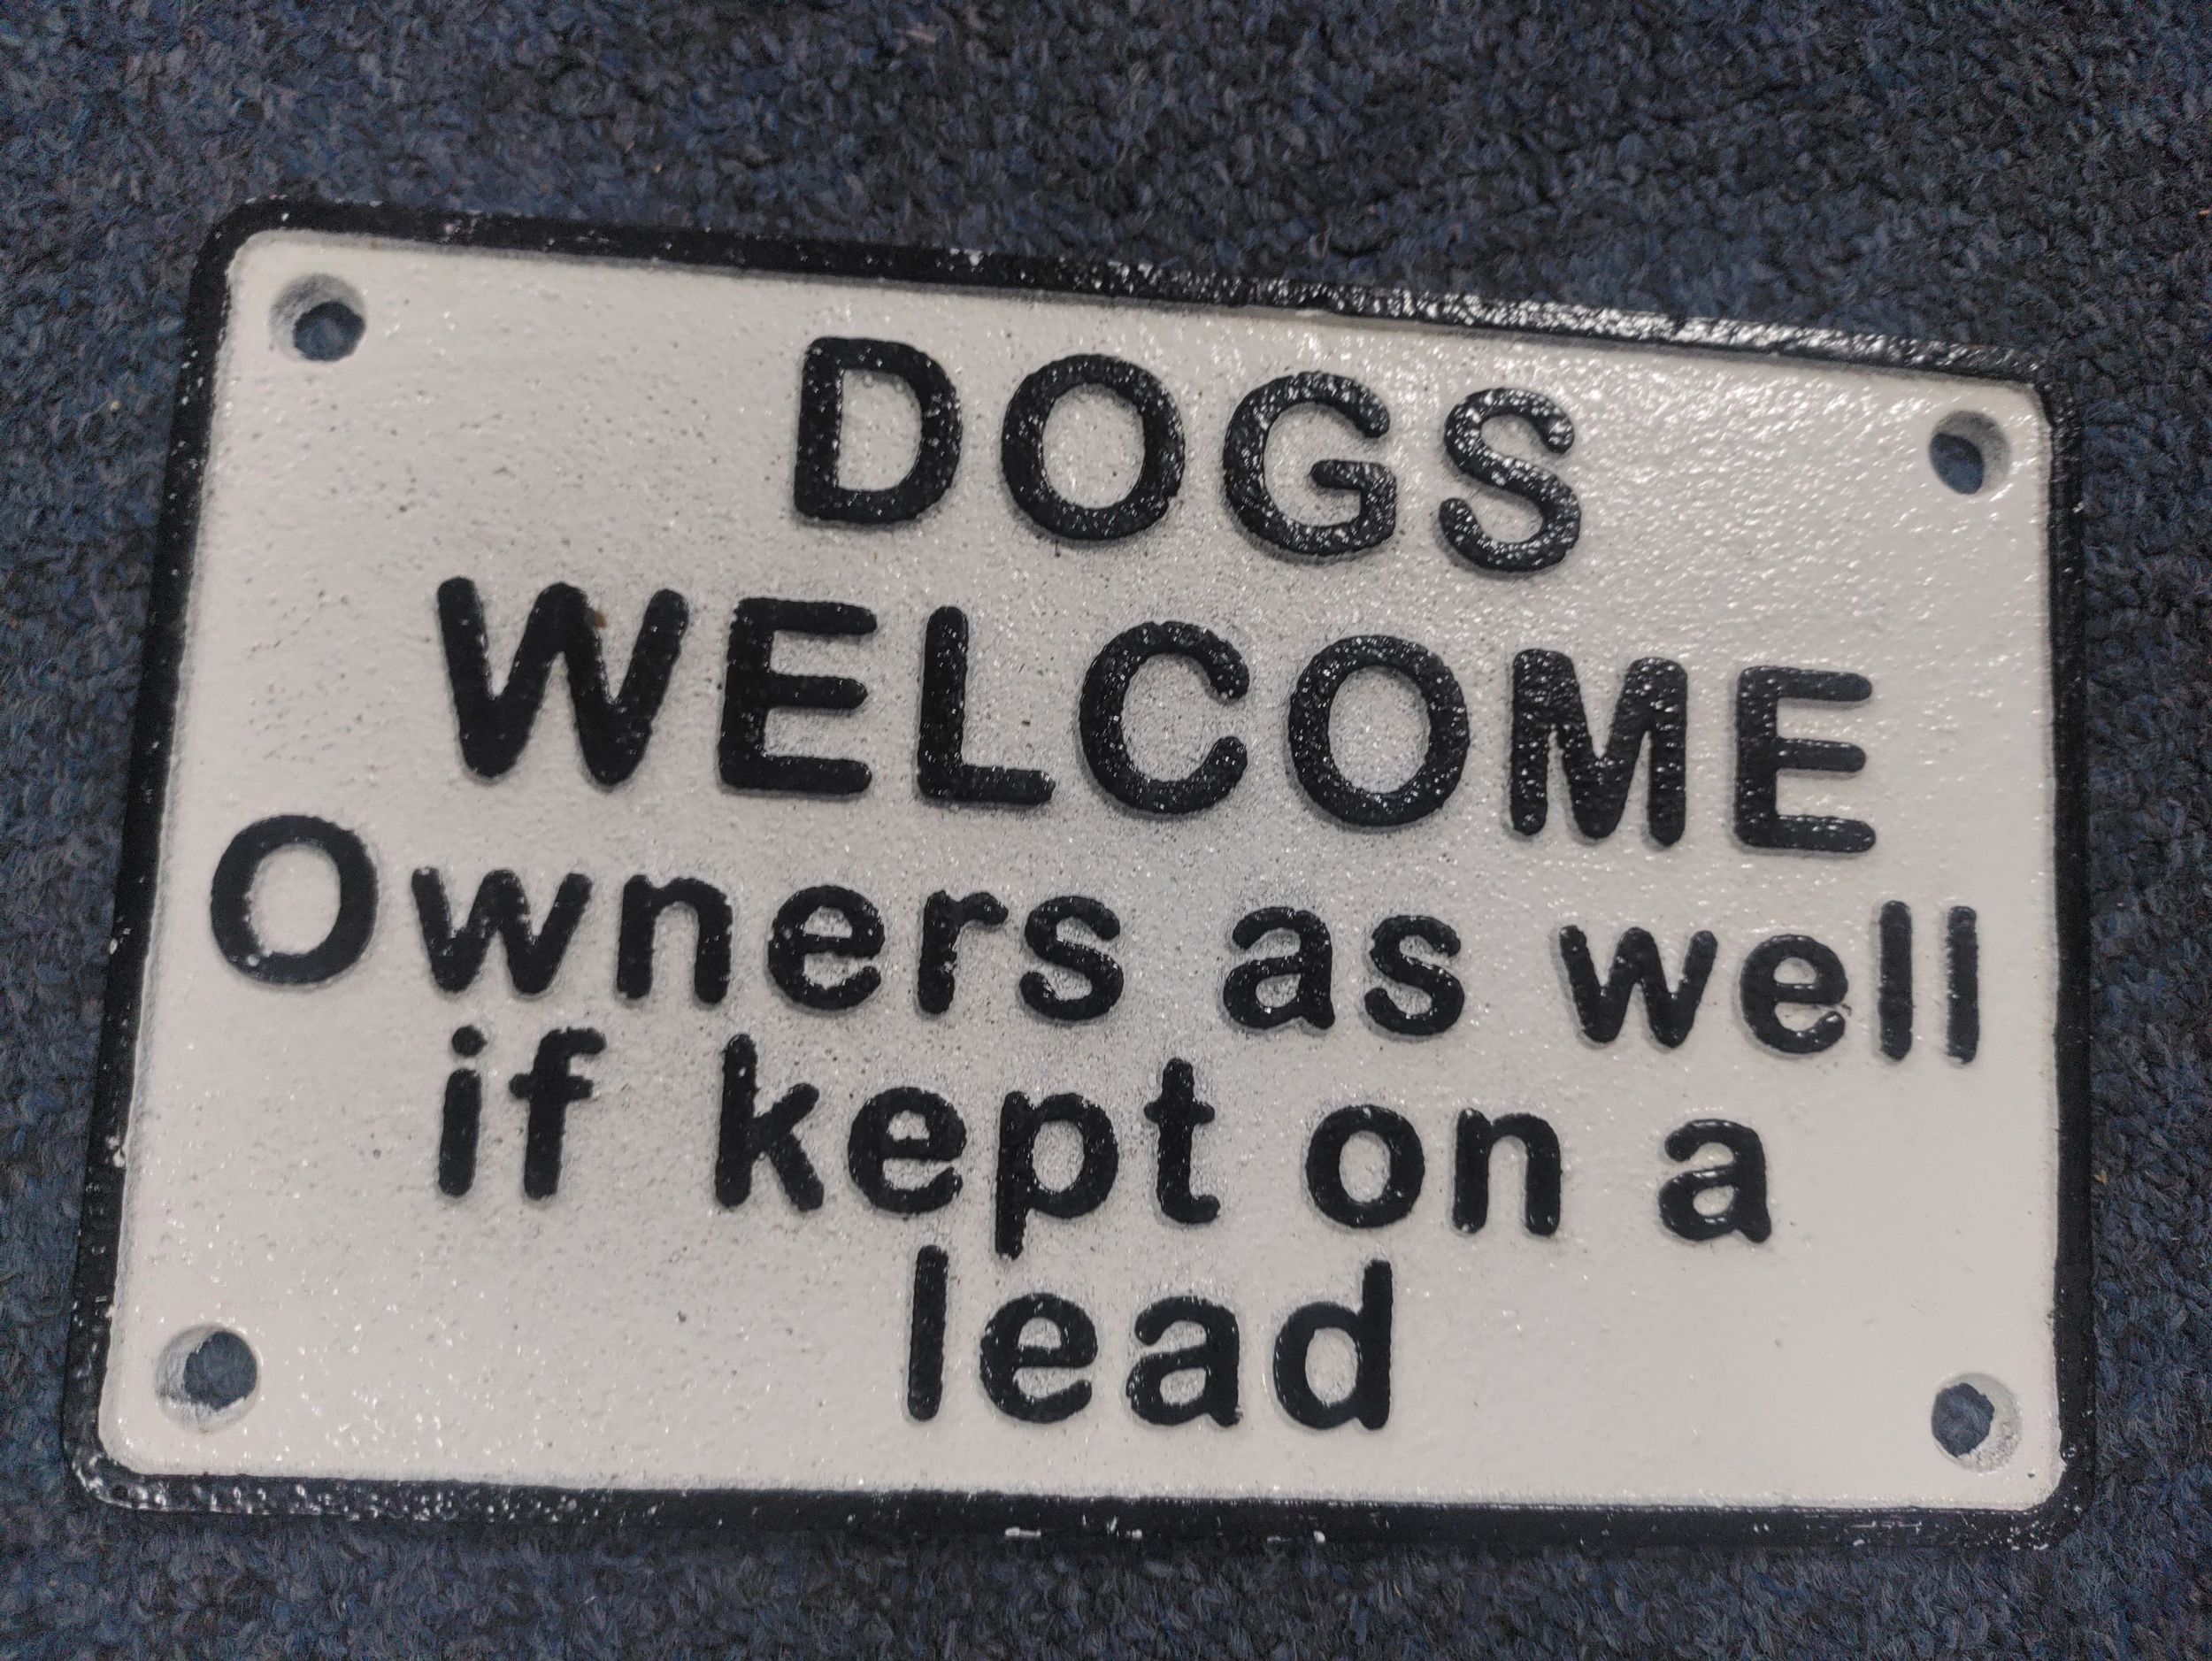 DOGS
WELCOME
Owners as well
if kept on a
lead